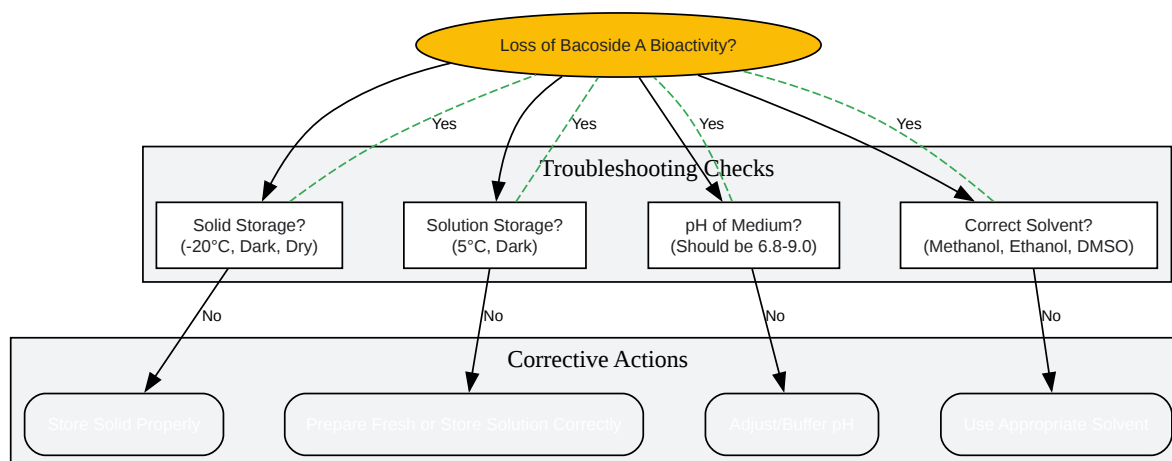 Loss of Bacoside A Bioactivity?
Yes
Yes
Yes
Yes
Troubleshooting Checks
Solid Storage?
(-20°C, Dark, Dry)
Solution Storage?
(5°C, Dark)
pH of Medium?
(Should be 6.8-9.0)
Correct Solvent?
(Methanol, Ethanol, DMSO)
No
No
No
No
Corrective Actions
Store Solid Properly
Prepare Fresh or Store Solution Correctly
Adjust/Buffer pH
Use Appropriate Solvent